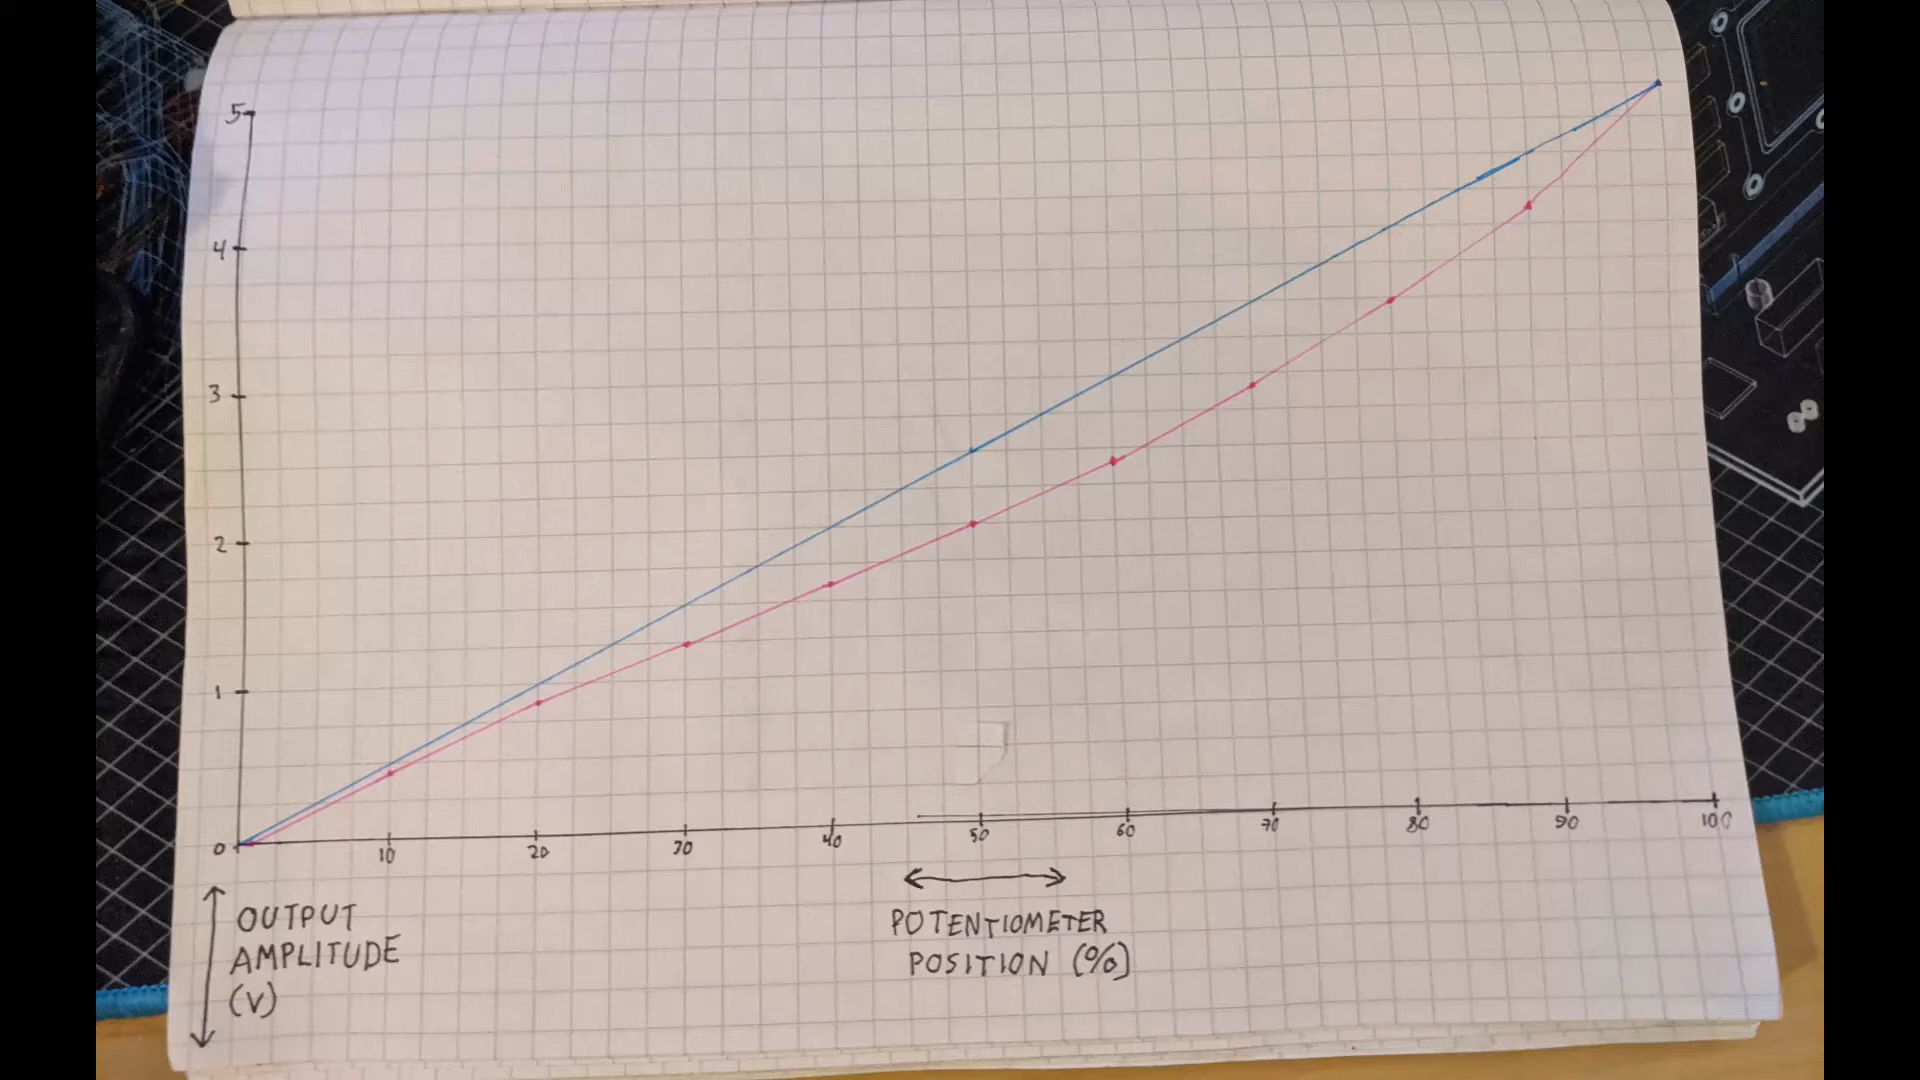 5
4
3
2
1
0
10 20 30 40 50 60 70 80 90 100
OUTPUT
AMPLITUDE
(V)
POTENTIOMETER
POSITION (%)